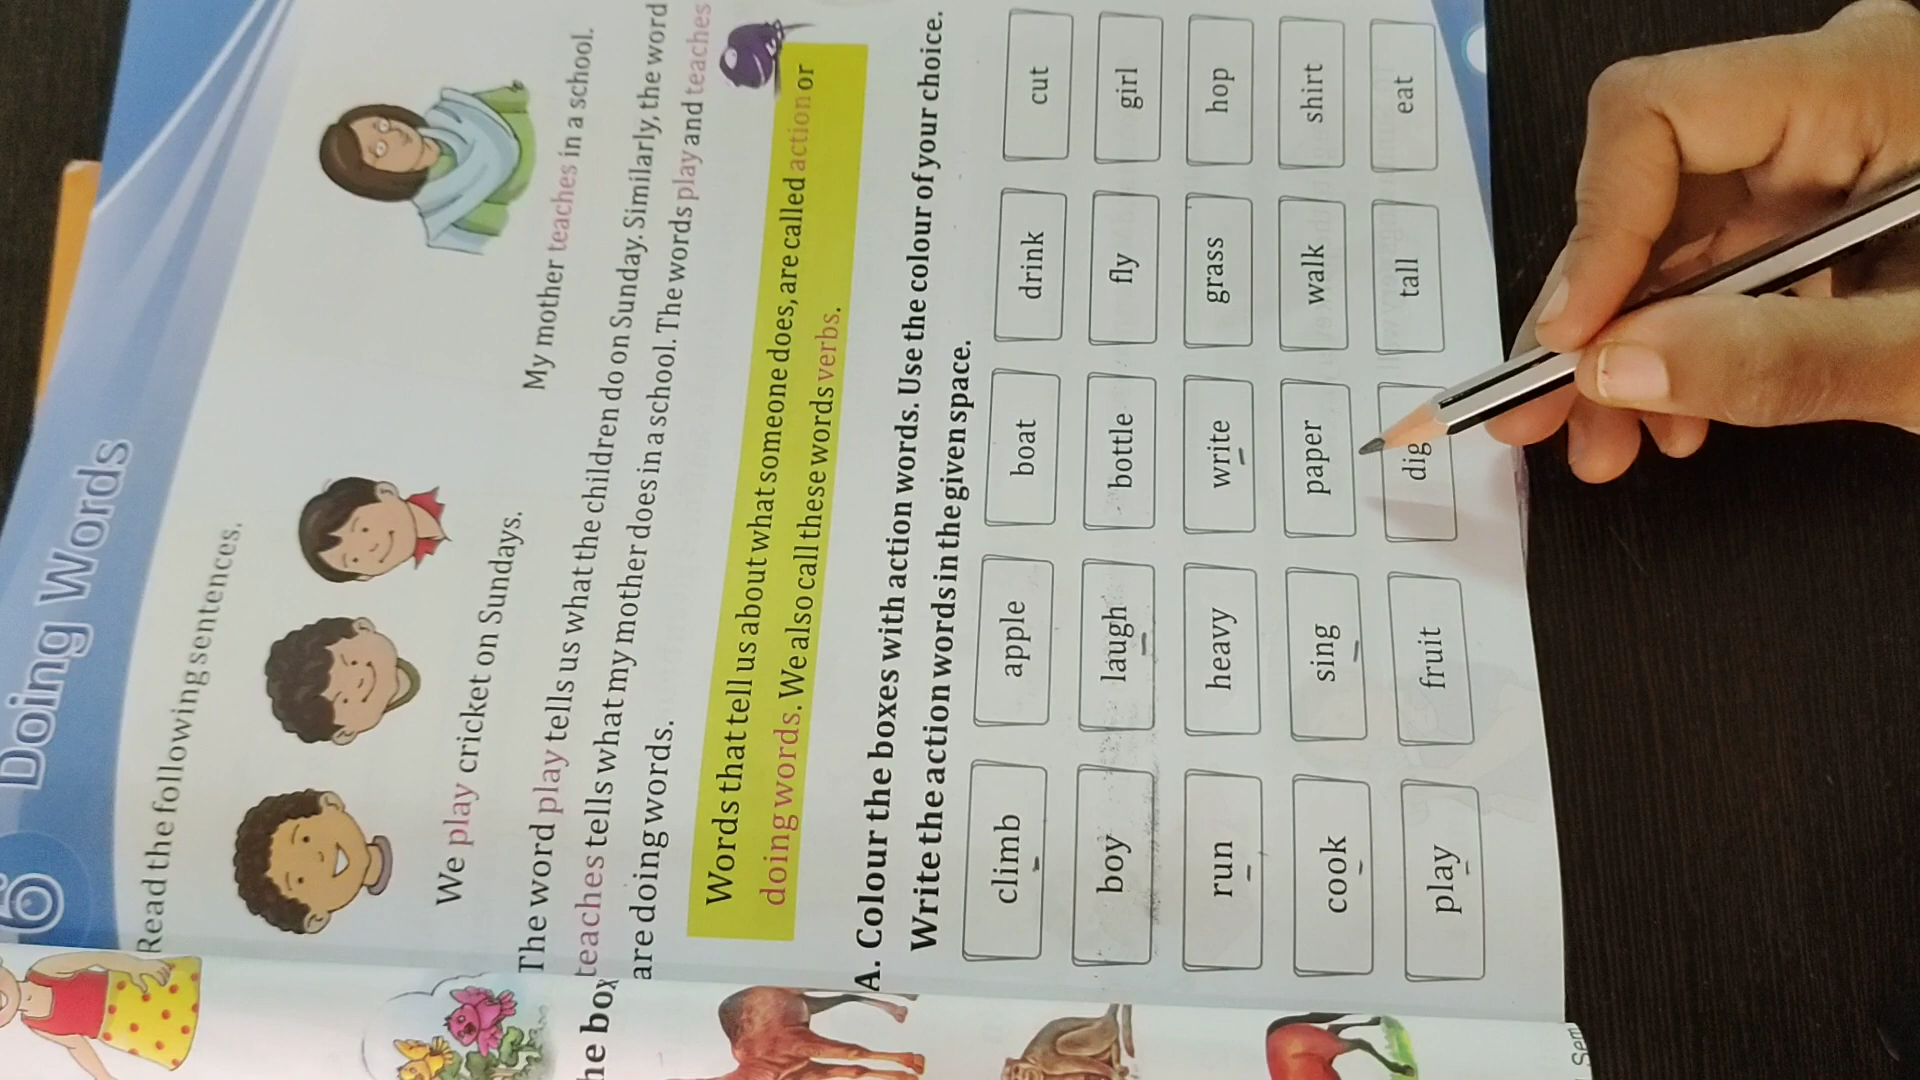 6 Doing Words
Read the following sentences.
We play cricket on Sundays.
My mother teaches in a school.
The word play tells us what the children do on Sunday. Similarly, the word
teaches tells what my mother does in a school. The words play and teaches
are doing words.
Words that tell us about what someone does, are called action or
doing words. We also call these words verbs.
A. Colour the boxes with action words. Use the colour of your choice.
Write the action words in the given space.
climb apple boat drink cut
boy laugh bottle fly girl
run heavy write grass hop
cook sing paper walk shirt
play fruit dig tall eat
he box
Sem